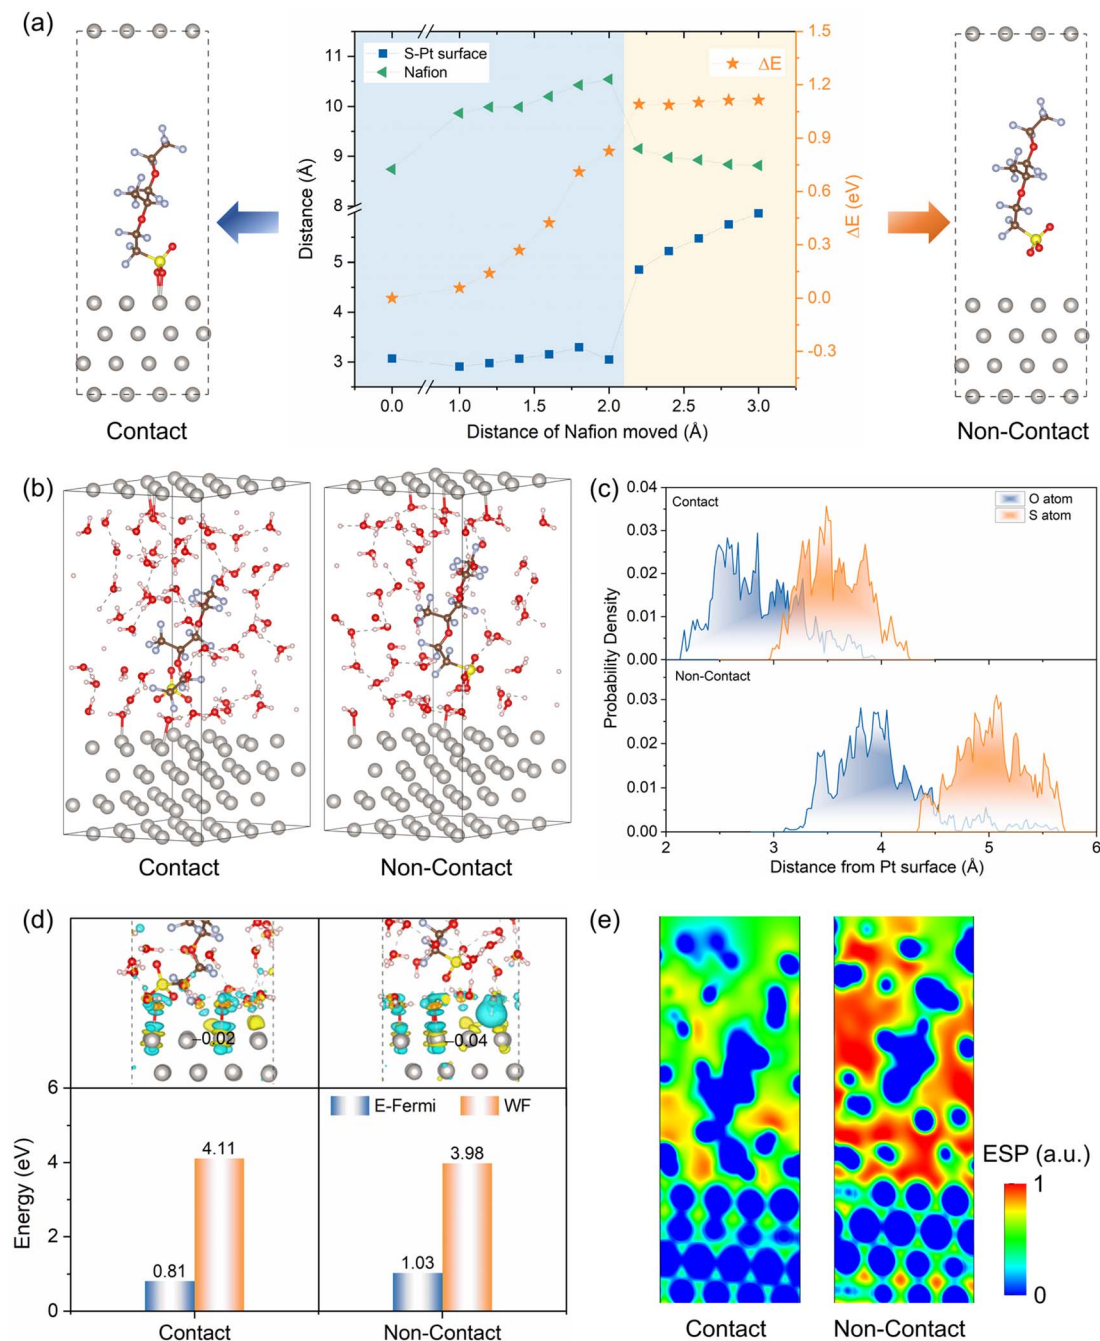 (a)
S-Pt surface
Nafion
ΔE
11
10
9
8
5
4
3
Distance (Å)
1.5
1.2
0.9
0.6
0.3
0.0
-0.3
ΔE (eV)
0.0
1.0
1.5
2.0
2.5
3.0
Distance of Nafion moved (Å)
Contact
Non-Contact
(b)
Contact
Non-Contact
(c)
Contact
O atom
S atom
0.04
0.03
0.02
0.01
0.00
Non-Contact
0.03
0.02
0.01
0.00
Probability Density
2
3
4
5
6
Distance from Pt surface (Å)
(d)
−0.02
−0.04
6
4
2
0
Energy (eV)
E-Fermi
WF
0.81
4.11
1.03
3.98
Contact
Non-Contact
(e)
ESP (a.u.)
1
0
Contact
Non-Contact